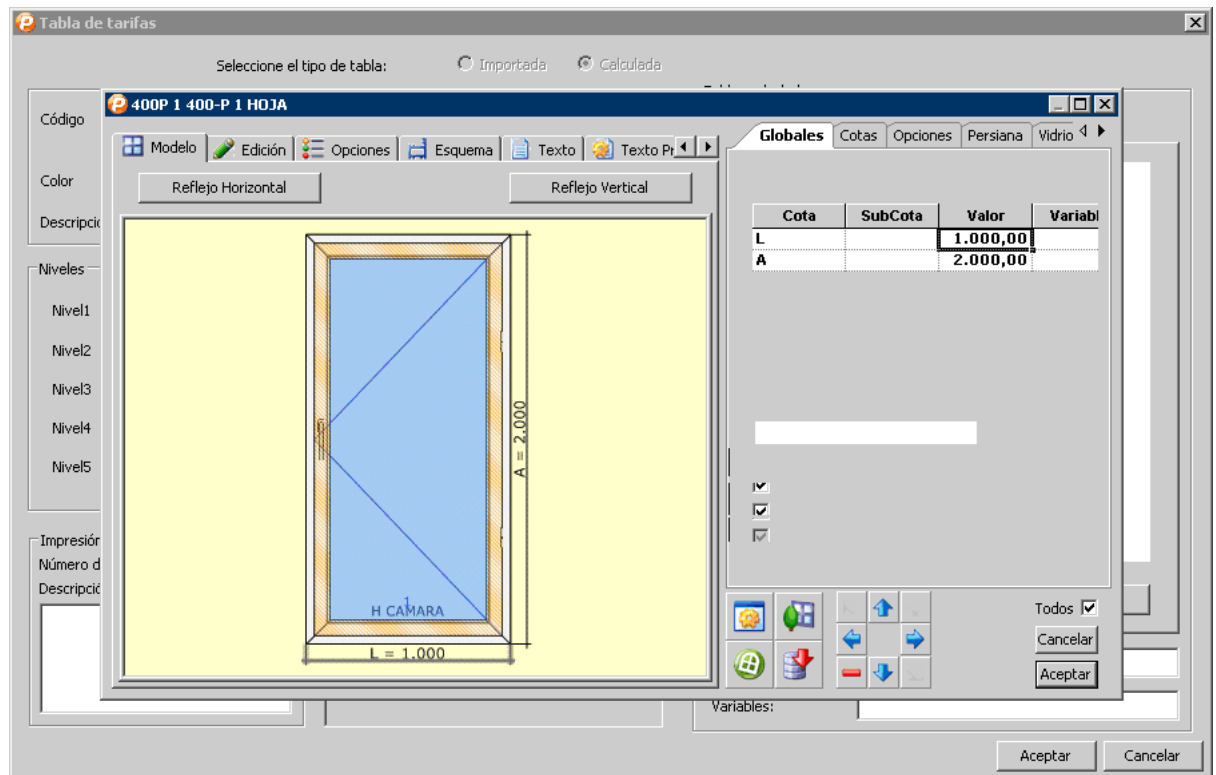 Tabla de tarifas
Seleccione el tipo de tabla: Importada Calculada
400P 1 400-P 1 HOJA
Código
Color
Niveles
Nivel1
Nivel2
Nivel3
Nivel4
Nivel5
Modelo Edición Opciones Esquema Texto
Globales Cotas Opciones Persiana Vidrio
Reflejo Horizontal Reflejo Vertical
Cota SubCota Valor
L 1.000,00
A 2.000,00
A = 2.000
1
H CAMARA
L = 1.000
Todos
Cancelar
Aceptar
Variables:
Aceptar Cancelar